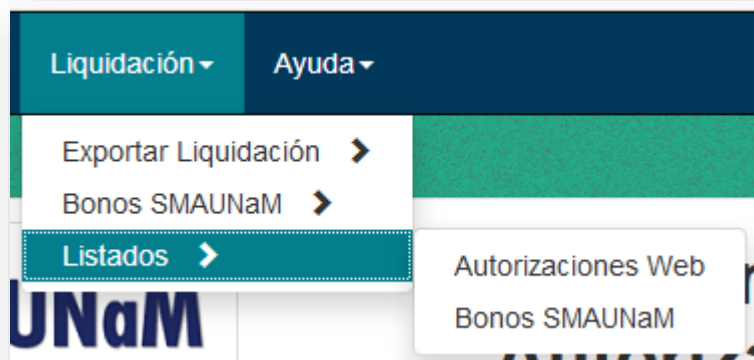 Liquidación Ayuda
Exportar Liquidación
Bonos SMAUNaM
Listados
Autorizaciones Web
Bonos SMAUNaM
UNaM